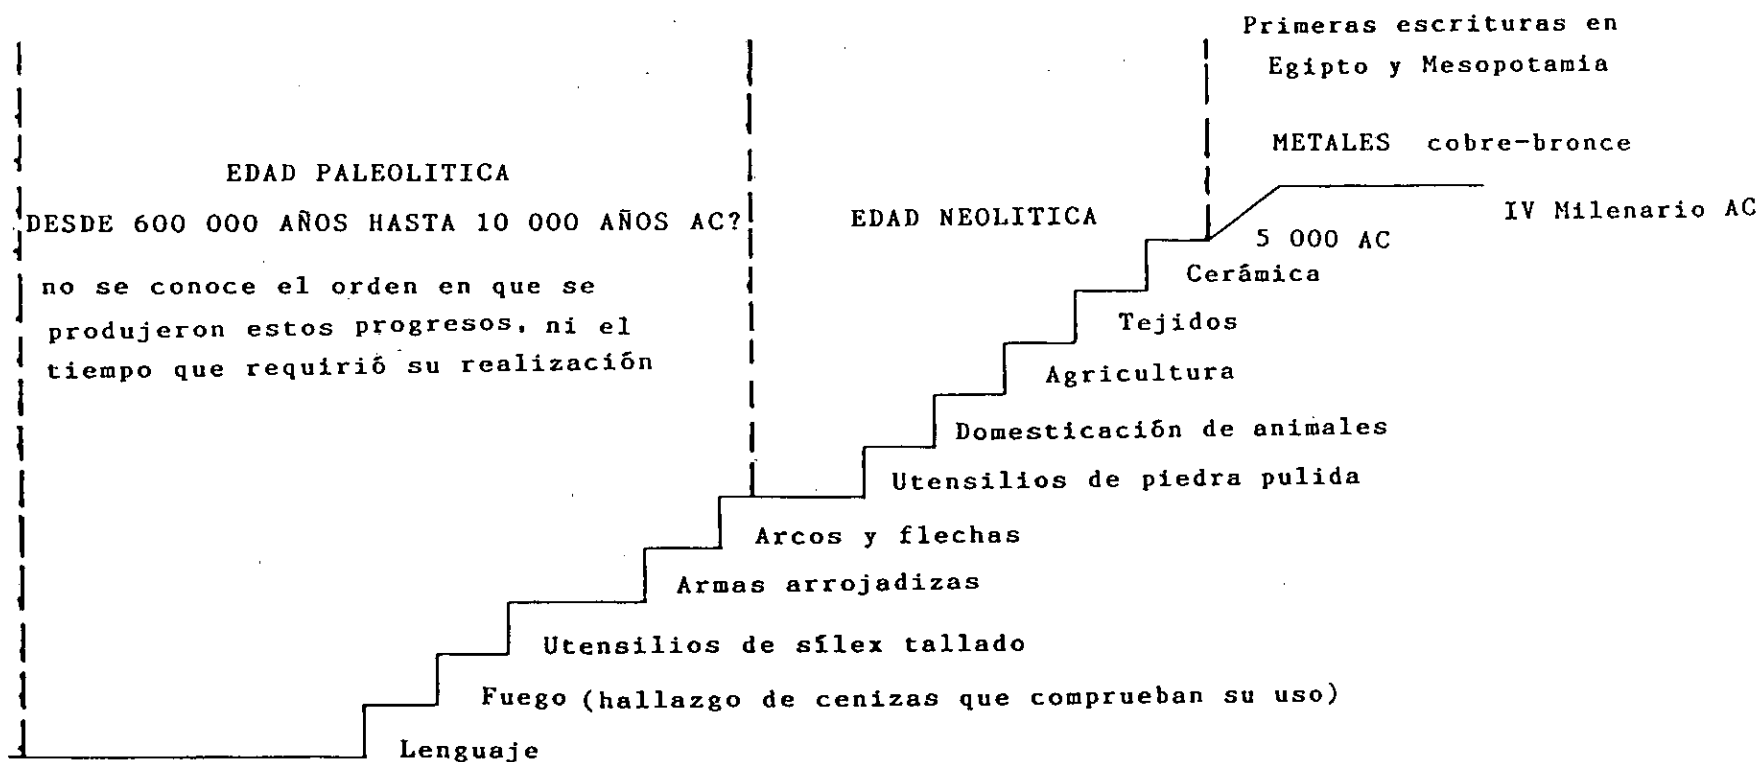 Primeras escrituras en
Egipto y Mesopotamia
METALES cobre-bronce
IV Milenario AC
5 000 AC
EDAD PALEOLITICA
DESDE 600 000 AÑOS HASTA 10 000 AÑOS AC?
no se conoce el orden en que se
produjeron estos progresos, ni el
tiempo que requirió su realización
EDAD NEOLITICA
Cerámica
Tejidos
Agricultura
Domesticación de animales
Utensilios de piedra pulida
Arcos y flechas
Armas arrojadizas
Utensilios de sílex tallado
Fuego (hallazgo de cenizas que comprueban su uso)
Lenguaje